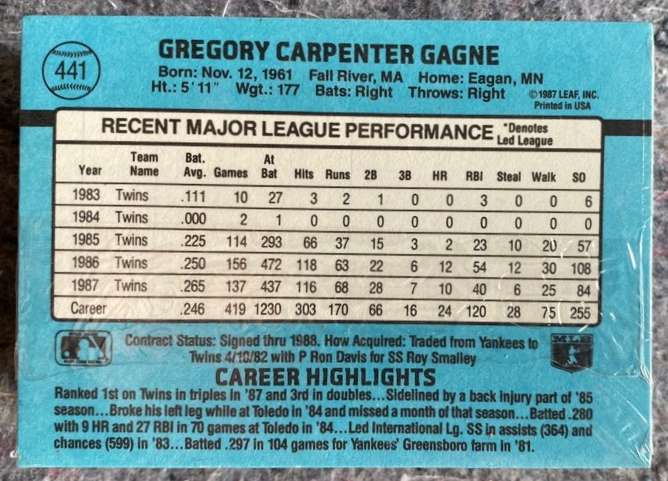 GREGORY CARPENTER GAGNE
441
Born: Nov. 12, 1961 Fall River, MA Home: Eagan, MN
Ht.: 5'11" Wgt.: 177 Bats: Right Throws: Right
©1987 LEAF, INC.
Printed in USA
RECENT MAJOR LEAGUE PERFORMANCE *Denotes Led League
Year Team Name Bat. Avg. Games At Bat Hits Runs 2B 3B HR RBI Steal Walk SO
1983 Twins .111 10 27 3 2 1 0 0 3 0 0 6
1984 Twins .000 2 1 0 0 0 0 0 0 0 0 0
1985 Twins .225 114 293 66 37 15 3 2 23 10 20 57
1986 Twins .250 156 472 118 63 22 6 12 54 12 30 108
1987 Twins .265 137 437 116 68 28 7 10 40 6 25 84
Career .246 419 1230 303 170 66 16 24 120 28 75 255
Contract Status: Signed thru 1988. How Acquired: Traded from Yankees to
Twins 4/10/82 with P Ron Davis for SS Roy Smalley
MLB
CAREER HIGHLIGHTS
Ranked 1st on Twins in triples in '87 and 3rd in doubles...Sidelined by a back injury part of '85
season...Broke his left leg while at Toledo in '84 and missed a month of that season...Batted .280
with 9 HR and 27 RBI in 70 games at Toledo in '84...Led International Lg. SS in assists (364) and
chances (599) in '83...Batted .297 in 104 games for Yankees' Greensboro farm in '81.